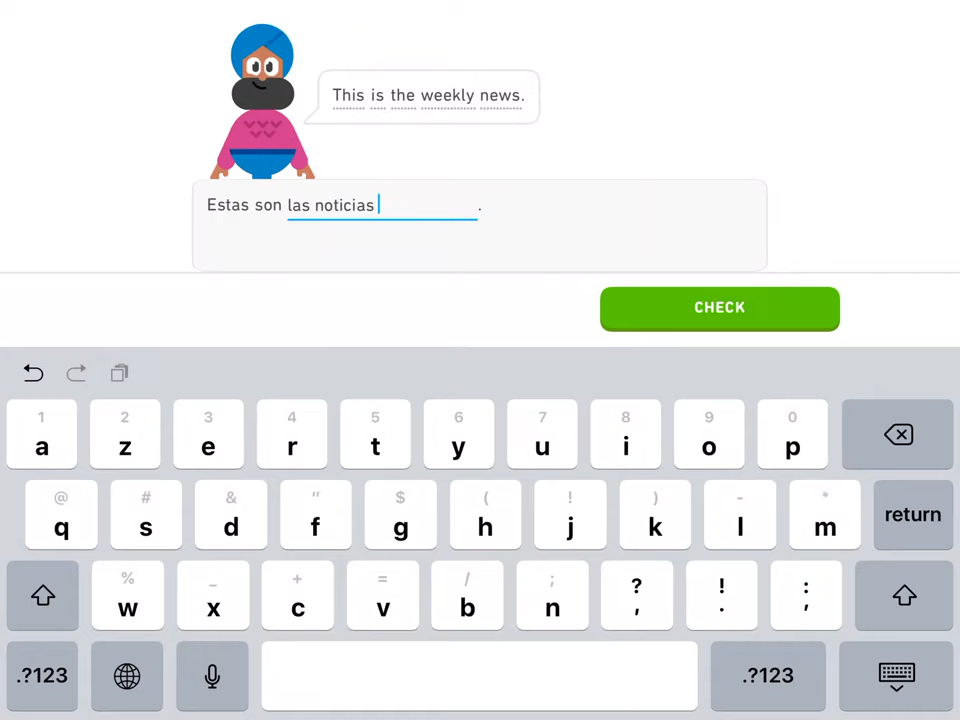 This is the weekly news.
Estas son las noticias .
CHECK
1 2 3 4 5 6 7 8 9 0
a z e r t y u i o p
@ # & " $ ( ! ) - *
q s d f g h j k l m return
% _ + = / ; ? ! :
w x c v b n , . '
.?123 .?123